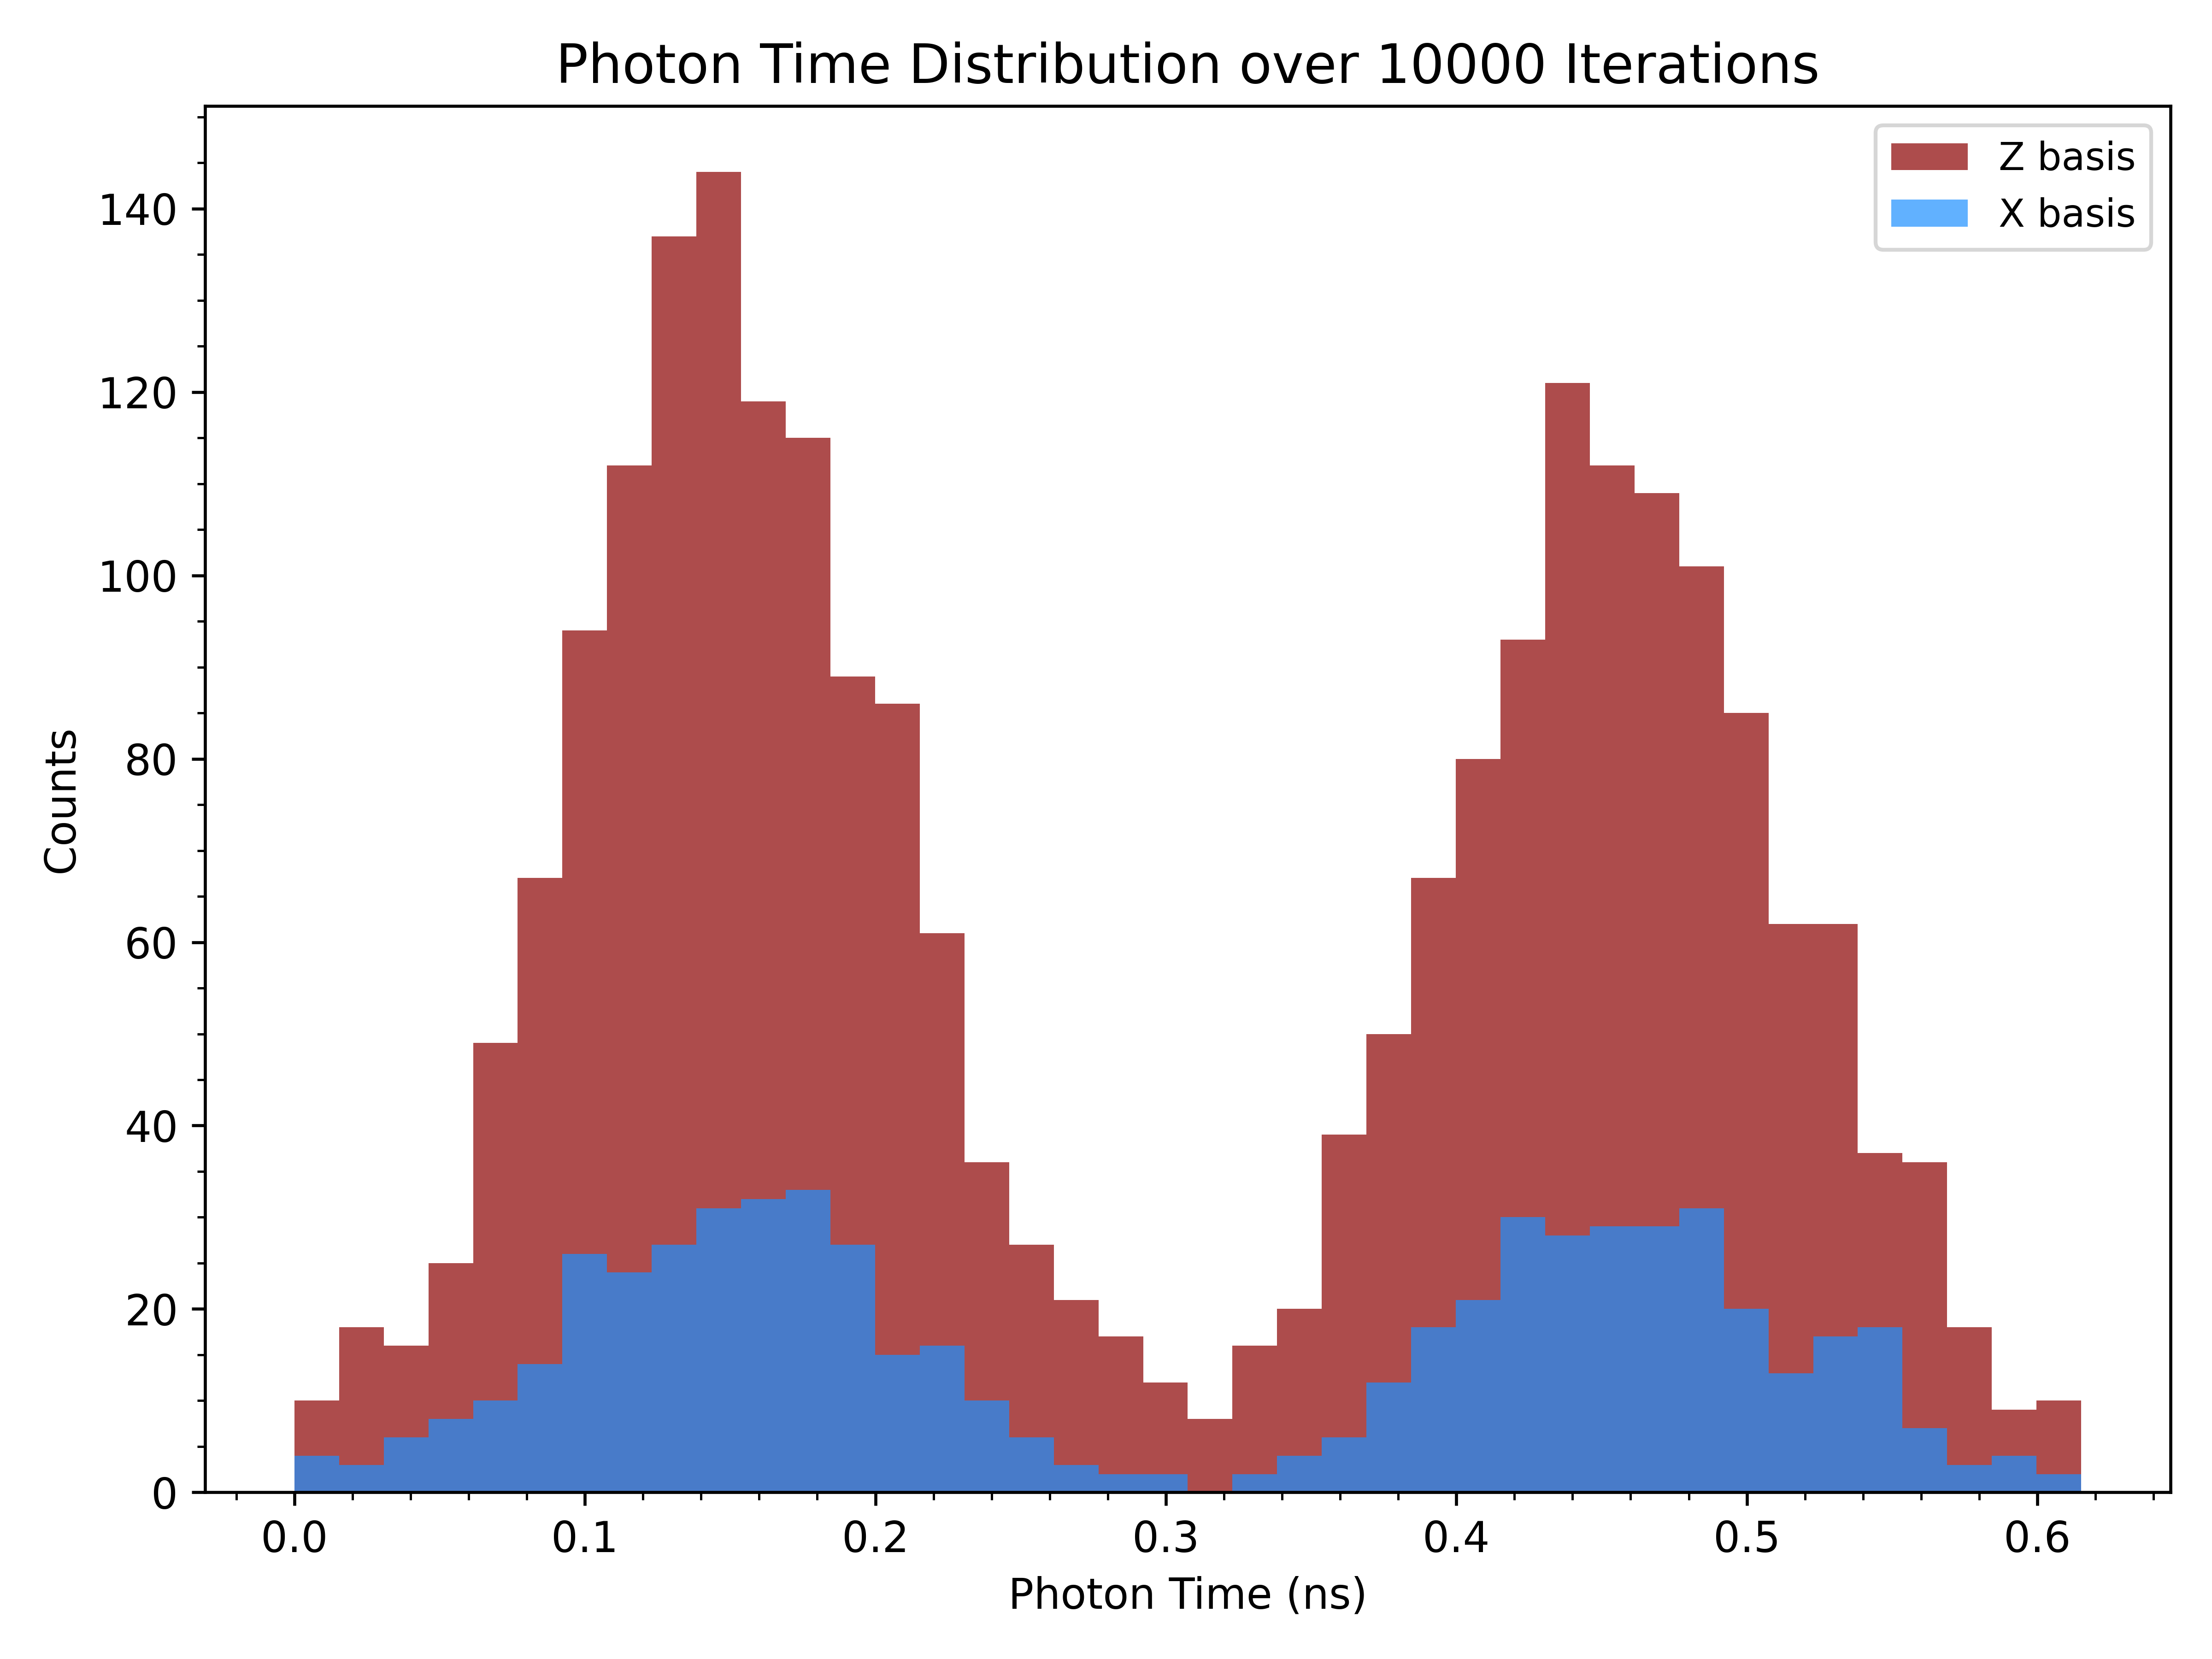 Photon Time Distribution over 10000 Iterations
Z basis
X basis
Counts
140
120
100
80
60
40
20
0
0.0 0.1 0.2 0.3 0.4 0.5 0.6
Photon Time (ns)